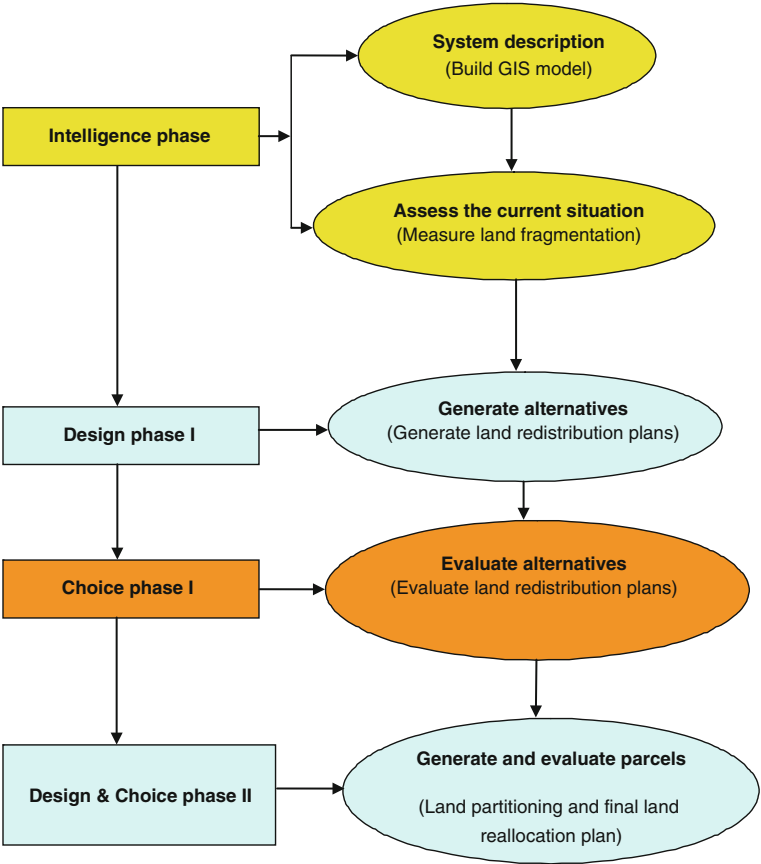 System description
(Build GIS model)
Intelligence phase
Assess the current situation
(Measure land fragmentation)
Generate alternatives
(Generate land redistribution plans)
Design phase I
Evaluate alternatives
(Evaluate land redistribution plans)
Choice phase I
Generate and evaluate parcels
(Land partitioning and final land
reallocation plan)
Design & Choice phase II